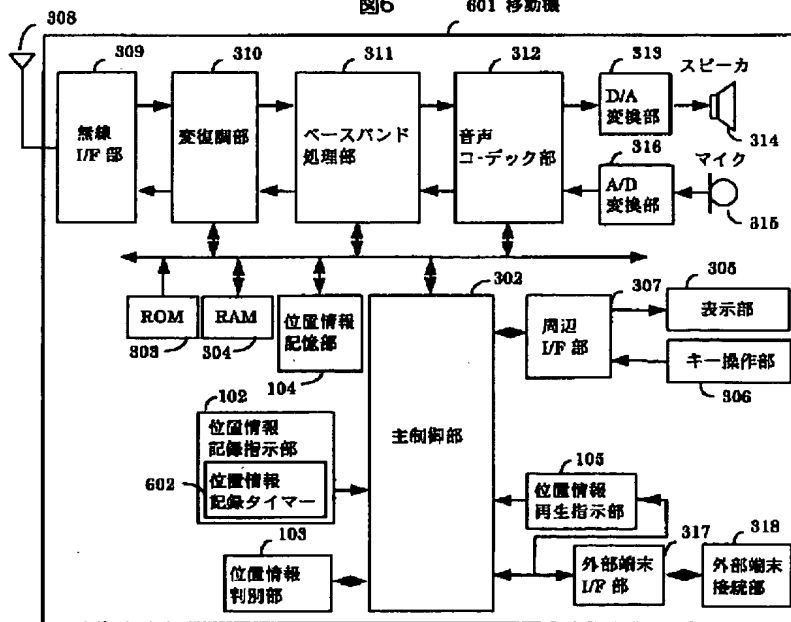 図6
601 移動機
308
309
310
311
312
313
スピーカ
無線
I/F 部
変復調部
ベースバンド
処理部
音声
コ-デック部
D/A
変換部
314
316
マイク
A/D
変換部
315
ROM
303
RAM
304
位置情報
記憶部
104
302
主制御部
307
周辺
I/F 部
305
表示部
キー操作部
306
102
位置情報
記録指示部
602
位置情報
記録タイマー
103
位置情報
判別部
105
位置情報
再生指示部
317
外部端末
I/F 部
318
外部端末
接続部